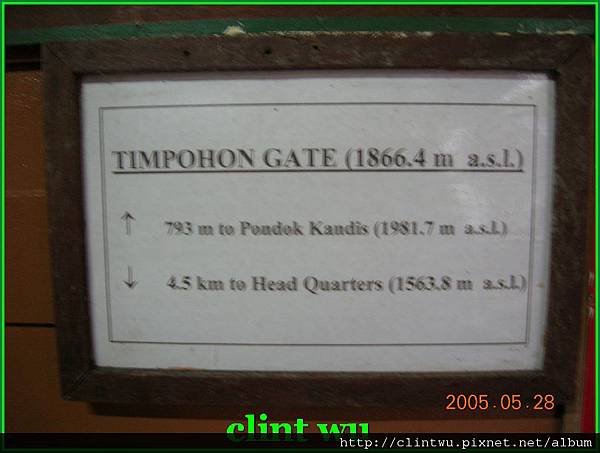 TIMPOHON GATE (1866.4 m a.s.l.)
↑ 793 m to Pondok Kandis (1981.7 m a.s.l.)
↓ 4.5 km to Head Quarters (1563.8 m a.s.l.)
2005.05.28
clint wu
http://clintwu.pixnet.net/album